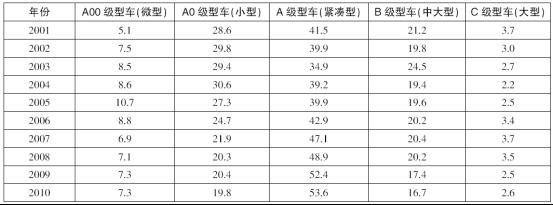 年份 A00 级型车(微型) A0 级型车(小型) A 级型车(紧凑型) B 级型车(中大型) C 级型车(大型)
2001 5.1 28.6 41.5 21.2 3.7
2002 7.5 29.8 39.9 19.8 3.0
2003 8.5 29.4 34.9 24.5 2.7
2004 8.6 30.6 39.2 19.4 2.2
2005 10.7 27.3 39.9 19.6 2.5
2006 8.8 24.7 42.9 20.2 3.4
2007 6.9 21.9 47.1 20.4 3.7
2008 7.1 20.3 48.9 20.2 3.5
2009 7.3 20.4 52.4 17.4 2.5
2010 7.3 19.8 53.6 16.7 2.6